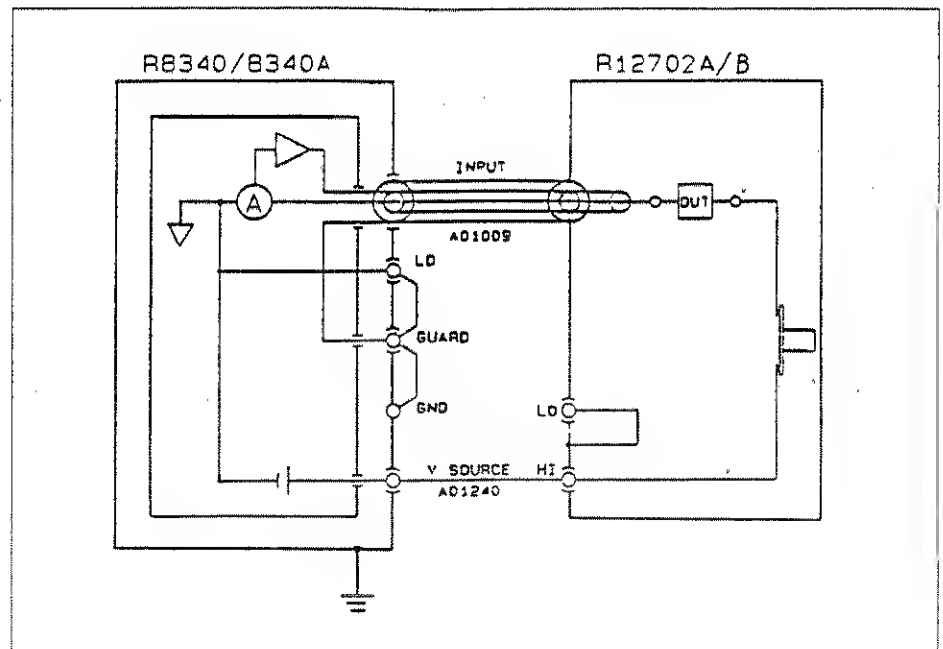 R8340/8340A
R12702A/B
INPUT
A
DUT
A01009
LO
GUARD
GND
LO
V SOURCE
HI
A01240